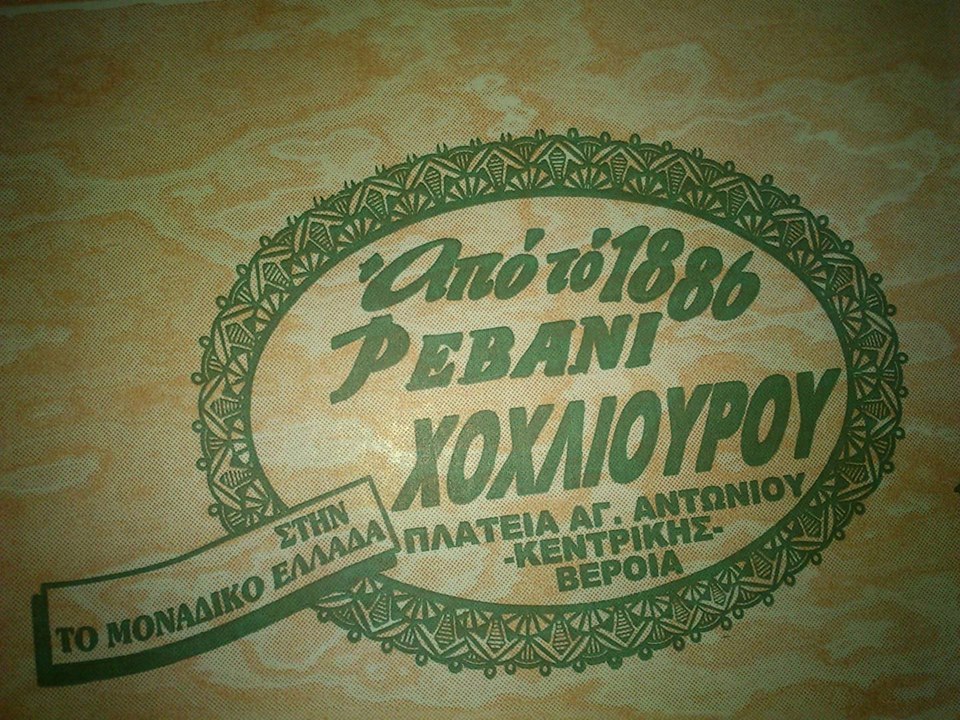 Ἀπό τό 1886
ΡΕΒΑΝΙ
ΧΟΧΛΙΟΥΡΟΥ
ΠΛΑΤΕΙΑ ΑΓ. ΑΝΤΩΝΙΟΥ
-ΚΕΝΤΡΙΚΗΣ-
ΒΕΡΟΙΑ
ΣΤΗΝ
ΤΟ ΜΟΝΑΔΙΚΟ ΕΛΛΑΔΑ